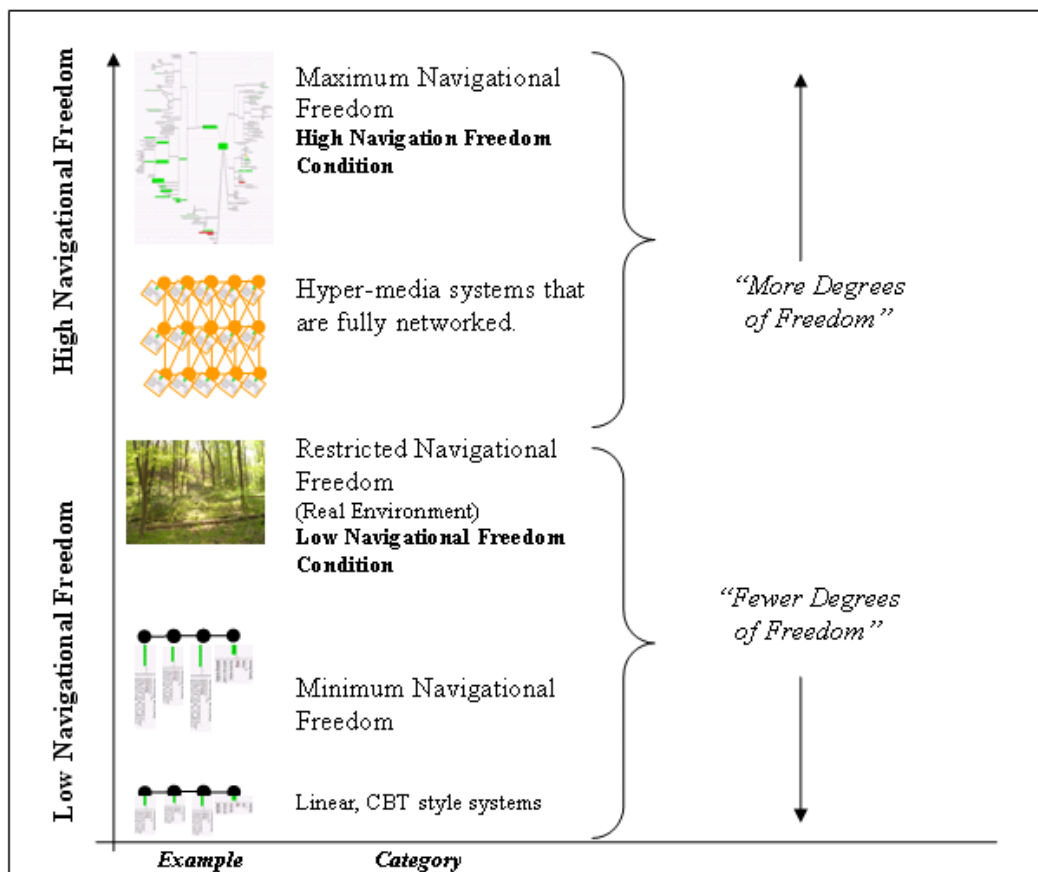 High Navigational Freedom
Low Navigational Freedom
Maximum Navigational
Freedom
High Navigation Freedom
Condition
Hyper-media systems that
are fully networked.
Restricted Navigational
Freedom
(Real Environment)
Low Navigational Freedom
Condition
Minimum Navigational
Freedom
Linear, CBT style systems
“More Degrees
of Freedom”
“Fewer Degrees
of Freedom”
Example
Category